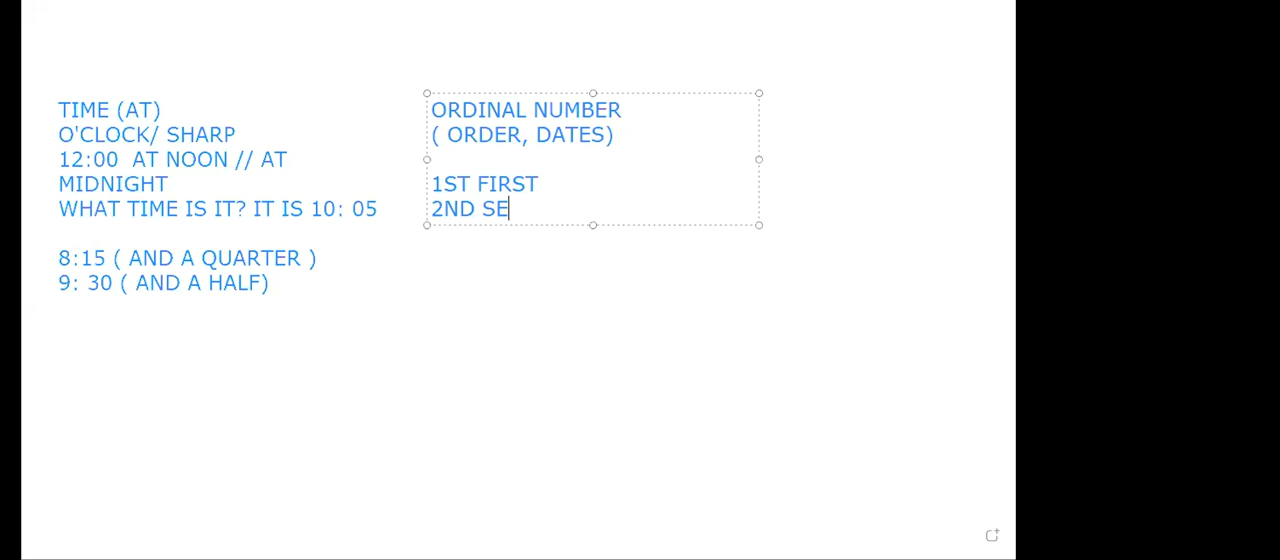 TIME (AT)
O'CLOCK/ SHARP
12:00  AT NOON // AT
MIDNIGHT
WHAT TIME IS IT? IT IS 10: 05
8:15 ( AND A QUARTER )
9: 30 ( AND A HALF)
ORDINAL NUMBER
( ORDER, DATES)
1ST FIRST
2ND SE